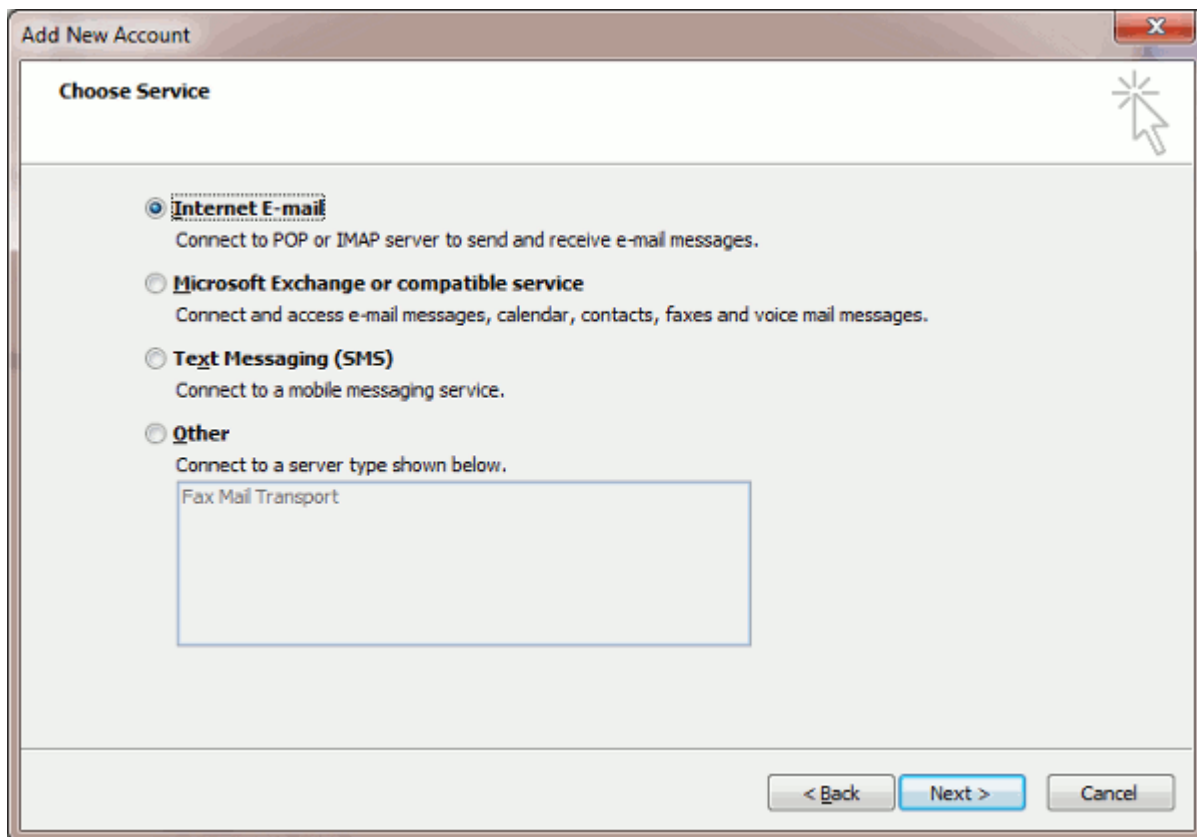 Add New Account
Choose Service
Internet E-mail
Connect to POP or IMAP server to send and receive e-mail messages.
Microsoft Exchange or compatible service
Connect and access e-mail messages, calendar, contacts, faxes and voice mail messages.
Text Messaging (SMS)
Connect to a mobile messaging service.
Other
Connect to a server type shown below.
Fax Mail Transport
< Back Next > Cancel